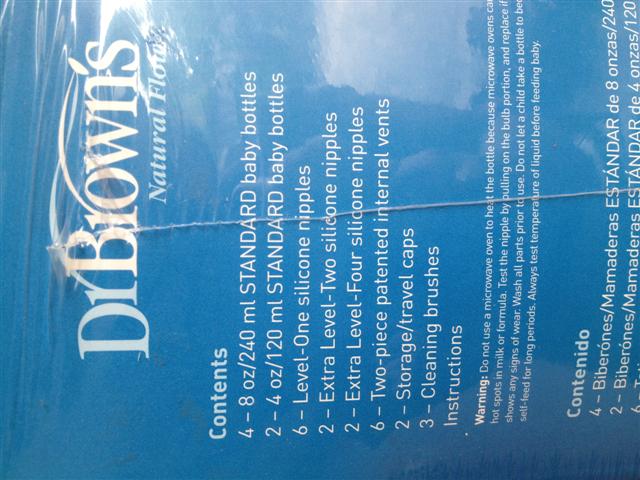 Dr Brown's
Natural Flow
Contents
4 – 8 oz/240 ml STANDARD baby bottles
2 – 4 oz/120 ml STANDARD baby bottles
6 – Level-One silicone nipples
2 – Extra Level-Two silicone nipples
2 – Extra Level-Four silicone nipples
6 – Two-piece patented internal vents
2 – Storage/travel caps
3 – Cleaning brushes
Instructions
Warning: Do not use a microwave oven to heat the bottle because microwave ovens
hot spots in milk or formula. Test the nipple by pulling on the bulb portion, and replace if
shows any signs of wear. Wash all parts prior to use. Do not let a child take a bottle to
self-feed for long periods. Always test temperature of liquid before feeding baby.
Contenido
4 – Biberónes/Mamaderas ESTÁNDAR de 8 onzas/240
2 – Biberónes/Mamaderas ESTÁNDAR de 4 onzas/120